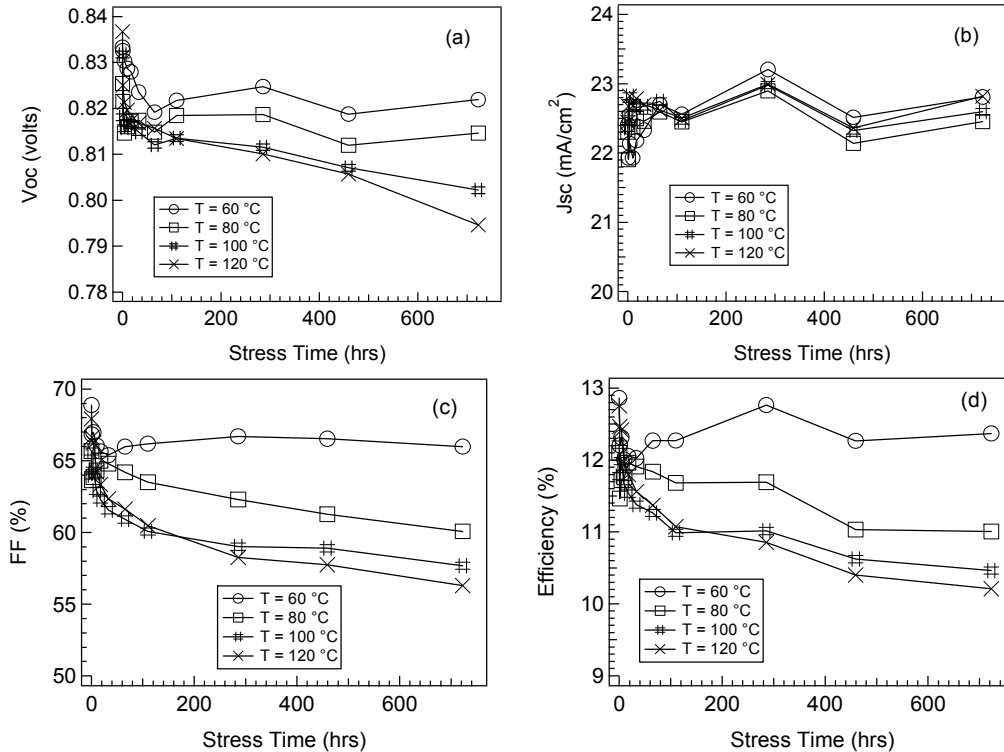 (a)
Voc (volts)
0.84
0.83
0.82
0.81
0.80
0.79
0.78
T = 60 °C
T = 80 °C
T = 100 °C
T = 120 °C
0 200 400 600
Stress Time (hrs)
(b)
Jsc (mA/cm²)
24
23
22
21
20
T = 60 °C
T = 80 °C
T = 100 °C
T = 120 °C
0 200 400 600
Stress Time (hrs)
(c)
FF (%)
70
65
60
55
50
T = 60 °C
T = 80 °C
T = 100 °C
T = 120 °C
0 200 400 600
Stress Time (hrs)
(d)
Efficiency (%)
13
12
11
10
9
T = 60 °C
T = 80 °C
T = 100 °C
T = 120 °C
0 200 400 600
Stress Time (hrs)